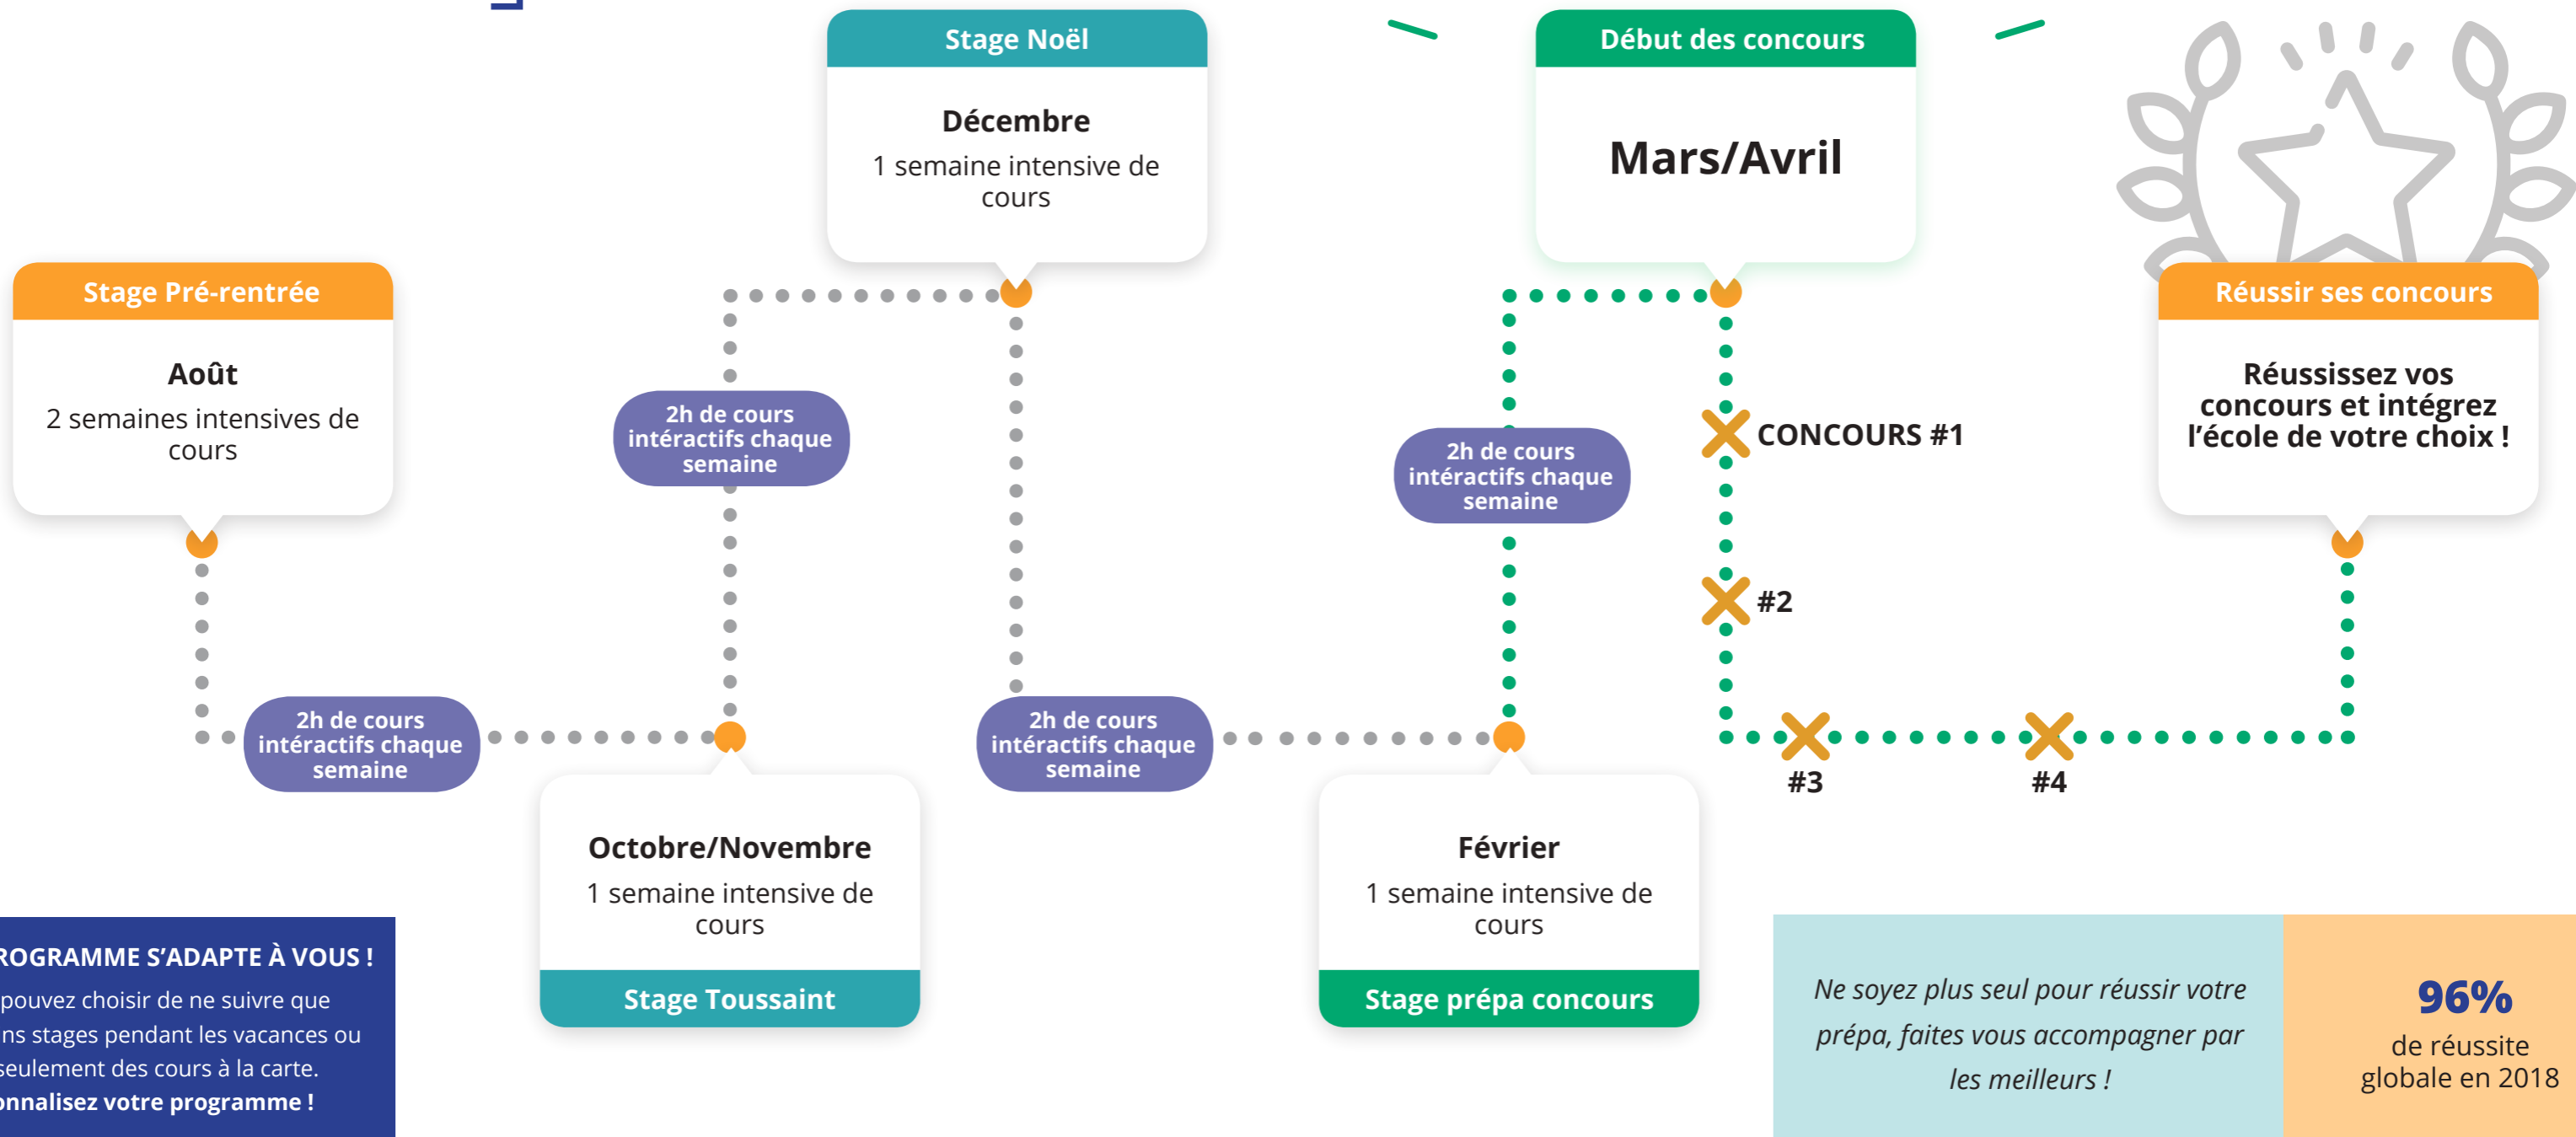 Stage Noël
Décembre
1 semaine intensive de
cours
Début des concours
Mars/Avril
Stage Pré-rentrée
Août
2 semaines intensives de
cours
Réussir ses concours
Réussissez vos
concours et intégrez
l’école de votre choix !
2h de cours
intéractifs chaque
semaine
2h de cours
intéractifs chaque
semaine
CONCOURS #1
#2
2h de cours
intéractifs chaque
semaine
2h de cours
intéractifs chaque
semaine
#3
#4
Octobre/Novembre
1 semaine intensive de
cours
Stage Toussaint
Février
1 semaine intensive de
cours
Stage prépa concours
ROGRAMME S’ADAPTE À VOUS !
pouvez choisir de ne suivre que
ns stages pendant les vacances ou
seulement des cours à la carte.
onnalisez votre programme !
Ne soyez plus seul pour réussir votre
prépa, faites vous accompagner par
les meilleurs !
96%
de réussite
globale en 2018